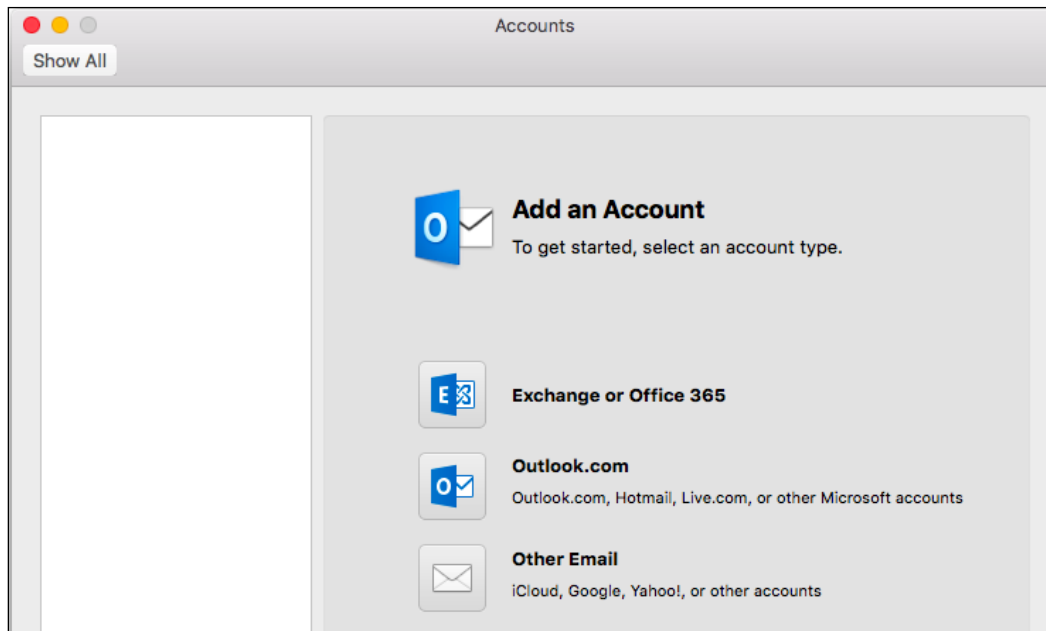 Accounts
Show All
Add an Account
To get started, select an account type.
Exchange or Office 365
Outlook.com
Outlook.com, Hotmail, Live.com, or other Microsoft accounts
Other Email
iCloud, Google, Yahoo!, or other accounts